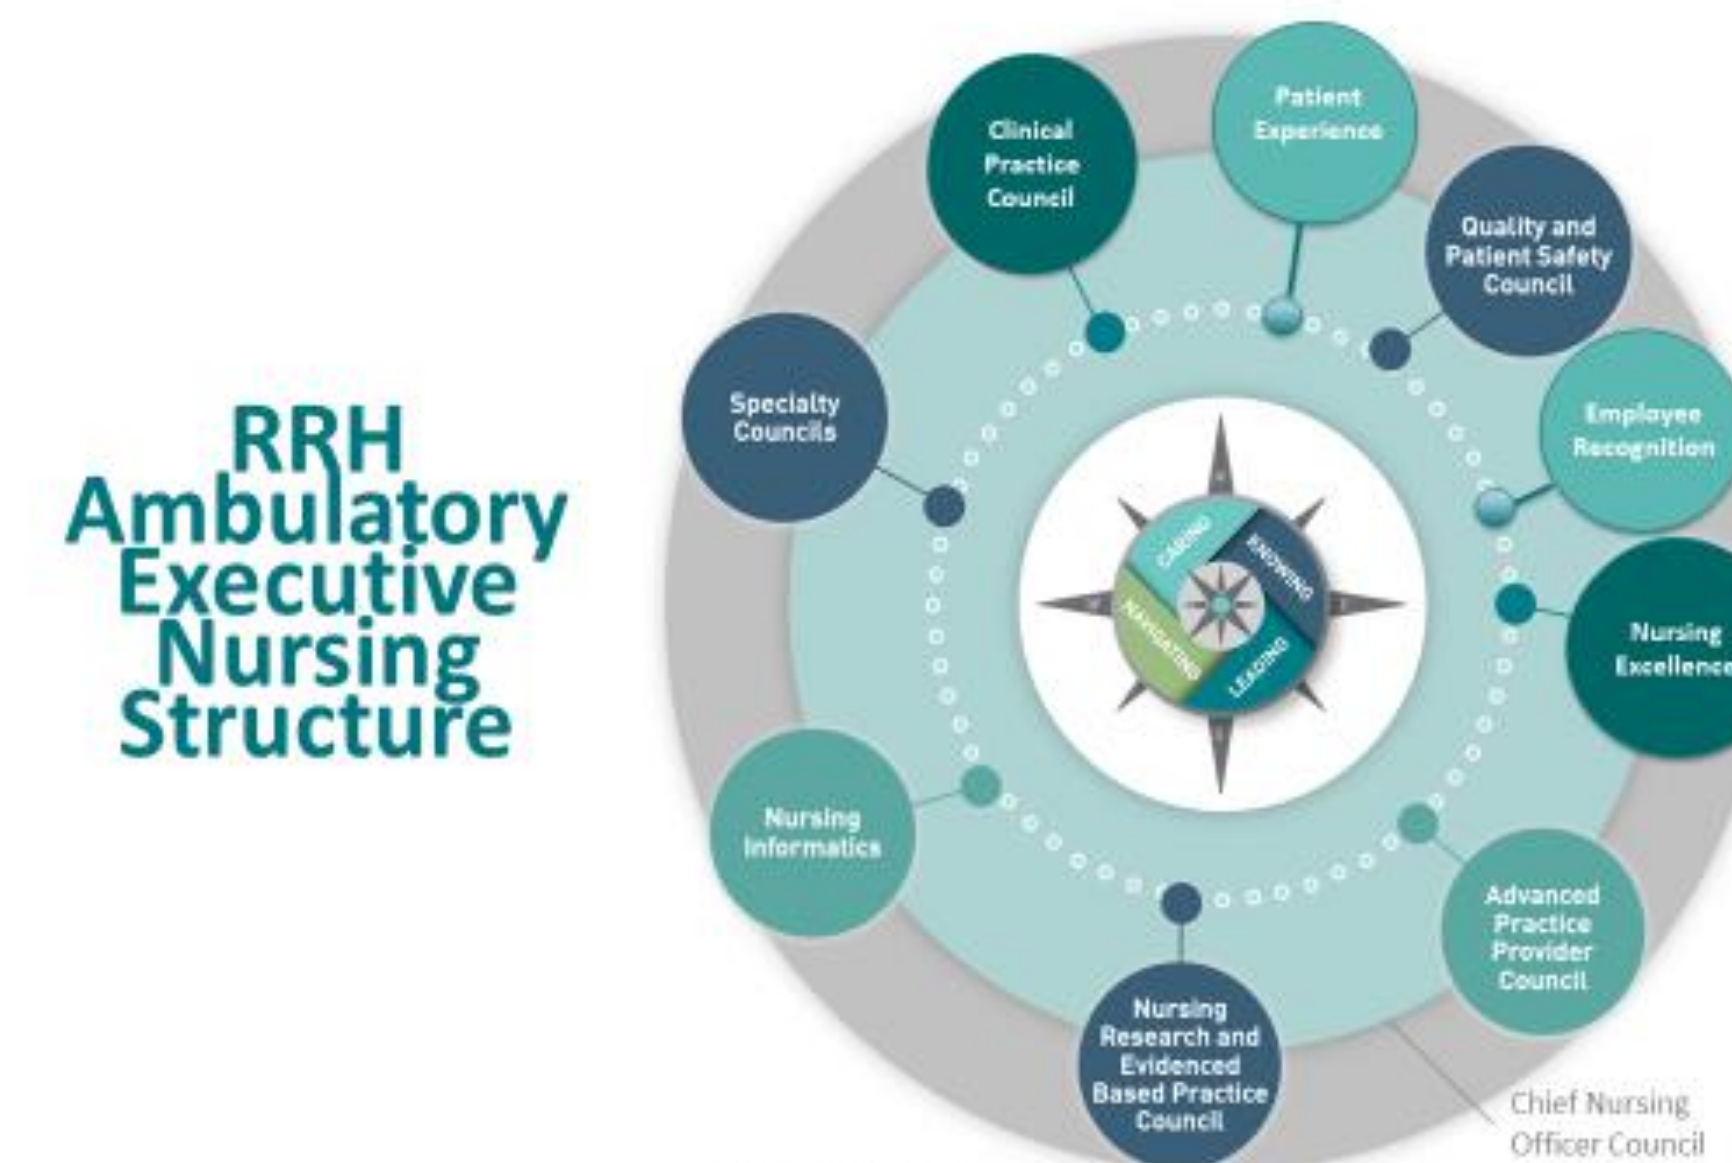 RRH
Ambulatory
Executive
Nursing
Structure
Clinical
Practice
Council
Patient
Experience
Quality and
Patient Safety
Council
Employee
Recognition
Nursing
Excellence
Advanced
Practice
Provider
Council
Nursing
Research and
Evidenced
Based Practice
Council
Nursing
Informatics
Specialty
Councils
CARING
KNOWING
LEADING
NAVIGATING
Chief Nursing
Officer Council